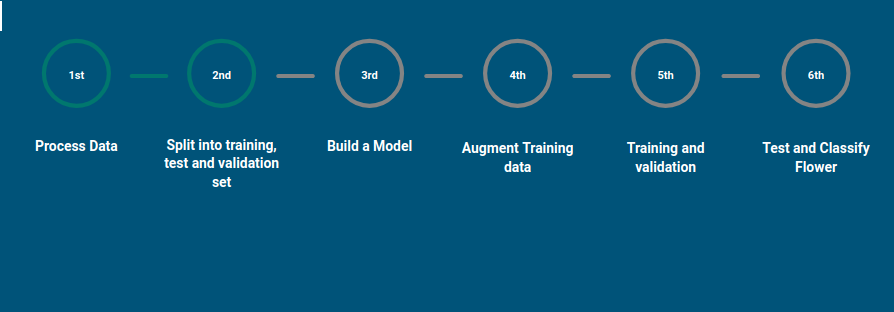 1st
2nd
3rd
4th
5th
6th
Process Data
Split into training,
test and validation
set
Build a Model
Augment Training
data
Training and
validation
Test and Classify
Flower